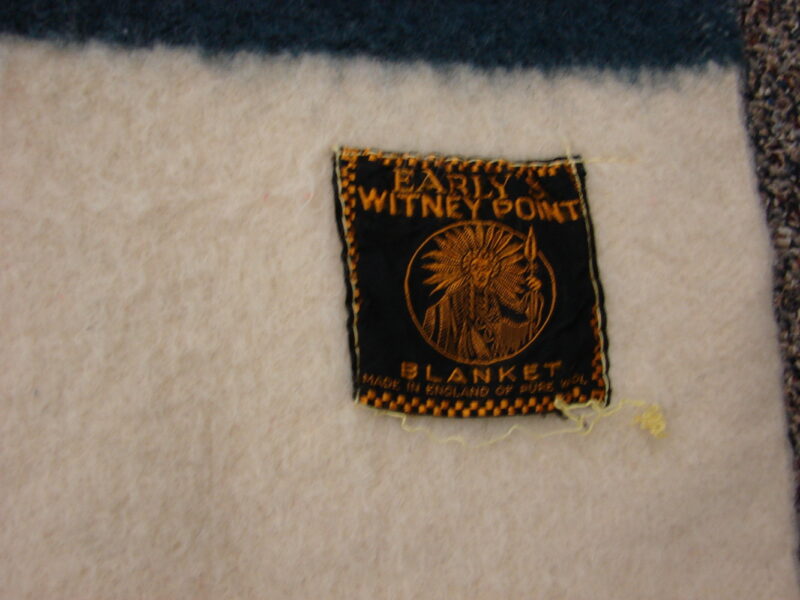 EARLY'S
WITNEY POINT
BLANKET
MADE IN ENGLAND OF PURE WOOL